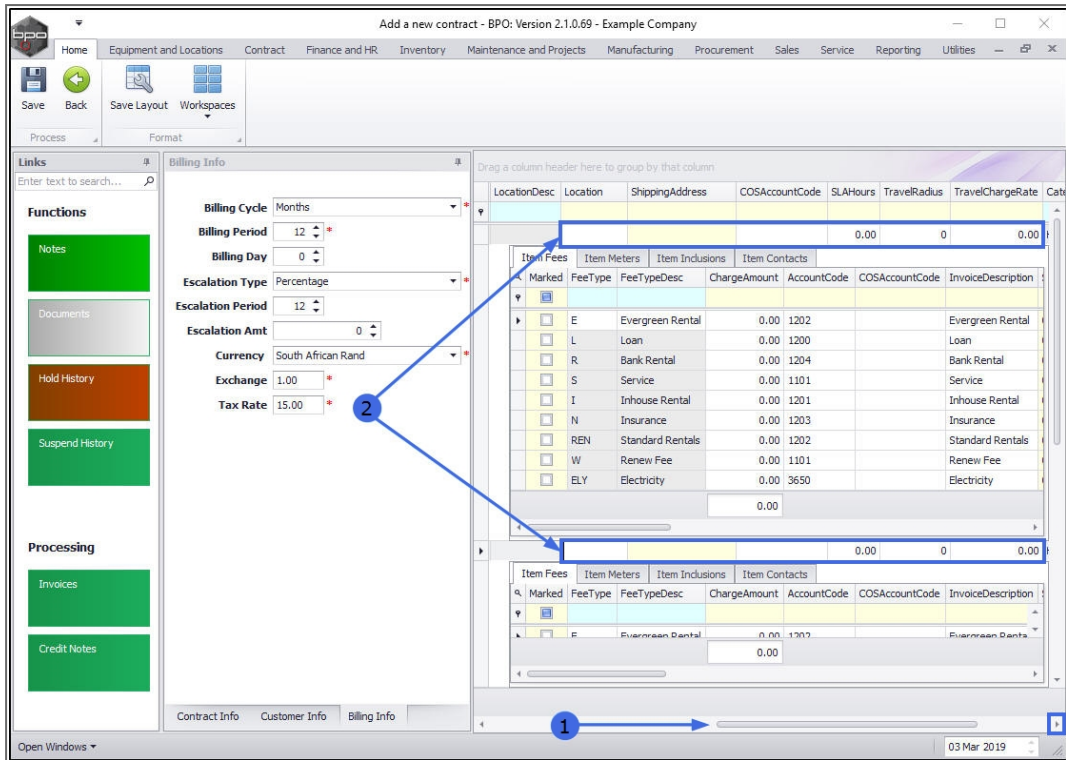 Add a new contract - BPO: Version 2.1.0.69 - Example Company
bpo
Home Equipment and Locations Contract Finance and HR Inventory Maintenance and Projects Manufacturing Procurement Sales Service Reporting Utilities
Save Back Save Layout Workspaces
Process Format
Links
Enter text to search...
Functions
Notes
Documents
Hold History
Suspend History
Processing
Invoices
Credit Notes
Billing Info
Billing Cycle Months *
Billing Period 12 *
Billing Day 0
Escalation Type Percentage *
Escalation Period 12
Escalation Amt 0
Currency South African Rand *
Exchange 1.00 *
Tax Rate 15.00 *
2
Contract Info Customer Info Billing Info
Drag a column header here to group by that column
LocationDesc Location ShippingAddress COSAccountCode SLAHours TravelRadius TravelChargeRate Cate
0.00 0 0.00
Item Fees Item Meters Item Inclusions Item Contacts
Marked FeeType FeeTypeDesc ChargeAmount AccountCode COSAccountCode InvoiceDescription
E Evergreen Rental 0.00 1202 Evergreen Rental
L Loan 0.00 1200 Loan
R Bank Rental 0.00 1204 Bank Rental
S Service 0.00 1101 Service
I Inhouse Rental 0.00 1201 Inhouse Rental
N Insurance 0.00 1203 Insurance
REN Standard Rentals 0.00 1202 Standard Rentals
W Renew Fee 0.00 1101 Renew Fee
ELY Electricity 0.00 3650 Electricity
0.00
0.00 0 0.00
Item Fees Item Meters Item Inclusions Item Contacts
Marked FeeType FeeTypeDesc ChargeAmount AccountCode COSAccountCode InvoiceDescription
E Evergreen Rental 0.00 1202 Evergreen Renta
0.00
1
Open Windows 03 Mar 2019